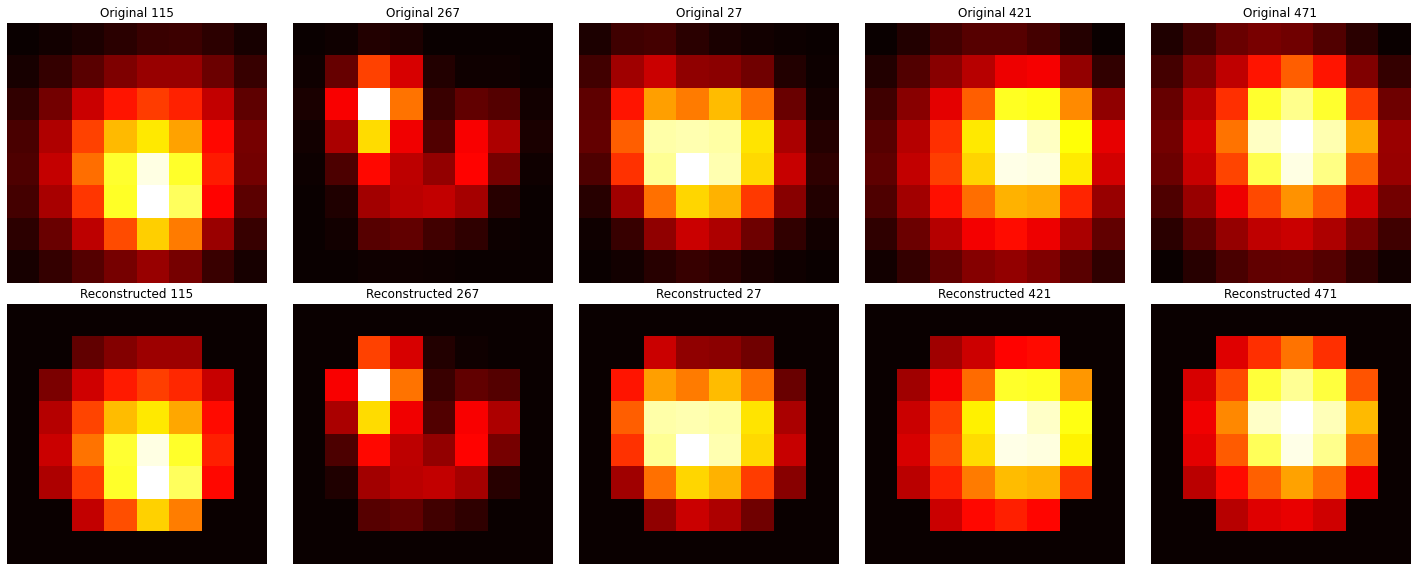 Original 115
Original 267
Original 27
Original 421
Original 471
Reconstructed 115
Reconstructed 267
Reconstructed 27
Reconstructed 421
Reconstructed 471